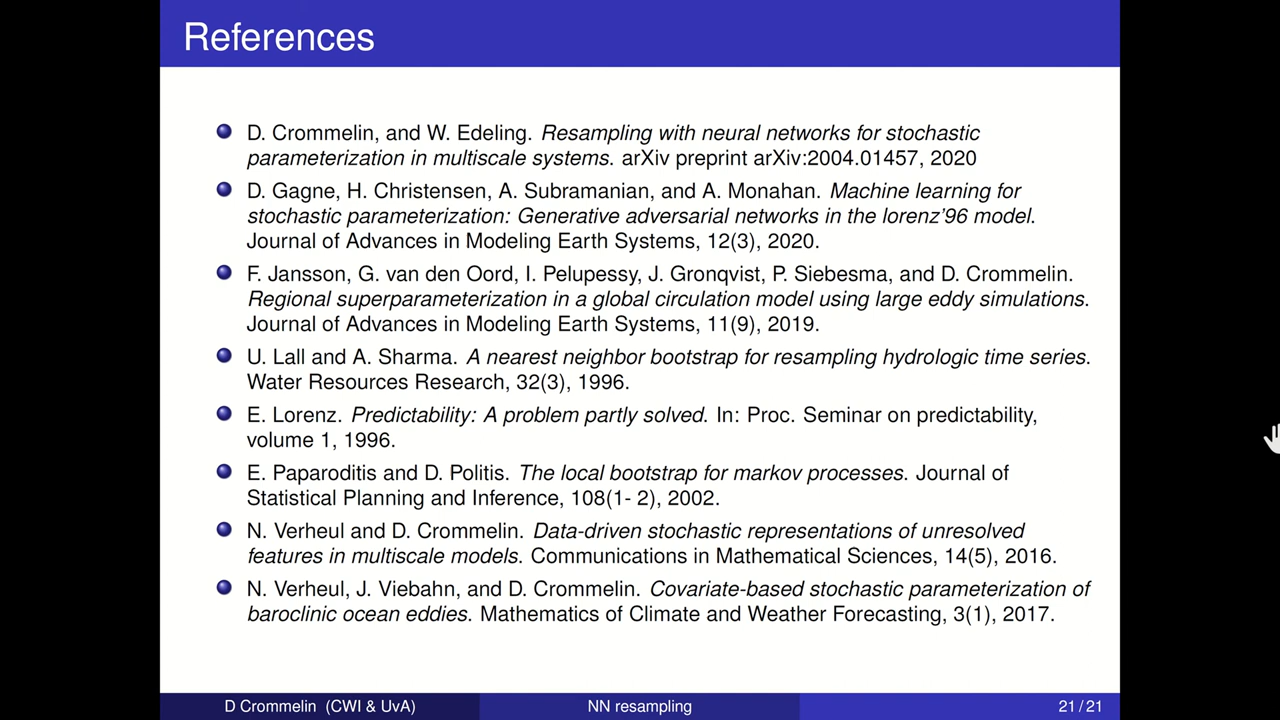 References
D. Crommelin, and W. Edeling. Resampling with neural networks for stochastic
parameterization in multiscale systems. arXiv preprint arXiv:2004.01457, 2020
D. Gagne, H. Christensen, A. Subramanian, and A. Monahan. Machine learning for
stochastic parameterization: Generative adversarial networks in the lorenz'96 model.
Journal of Advances in Modeling Earth Systems, 12(3), 2020.
F. Jansson, G. van den Oord, I. Pelupessy, J. Gronqvist, P. Siebesma, and D. Crommelin.
Regional superparameterization in a global circulation model using large eddy simulations.
Journal of Advances in Modeling Earth Systems, 11(9), 2019.
U. Lall and A. Sharma. A nearest neighbor bootstrap for resampling hydrologic time series.
Water Resources Research, 32(3), 1996.
E. Lorenz. Predictability: A problem partly solved. In: Proc. Seminar on predictability,
volume 1, 1996.
E. Paparoditis and D. Politis. The local bootstrap for markov processes. Journal of
Statistical Planning and Inference, 108(1- 2), 2002.
N. Verheul and D. Crommelin. Data-driven stochastic representations of unresolved
features in multiscale models. Communications in Mathematical Sciences, 14(5), 2016.
N. Verheul, J. Viebahn, and D. Crommelin. Covariate-based stochastic parameterization of
baroclinic ocean eddies. Mathematics of Climate and Weather Forecasting, 3(1), 2017.
D Crommelin (CWI & UvA) NN resampling 21 / 21